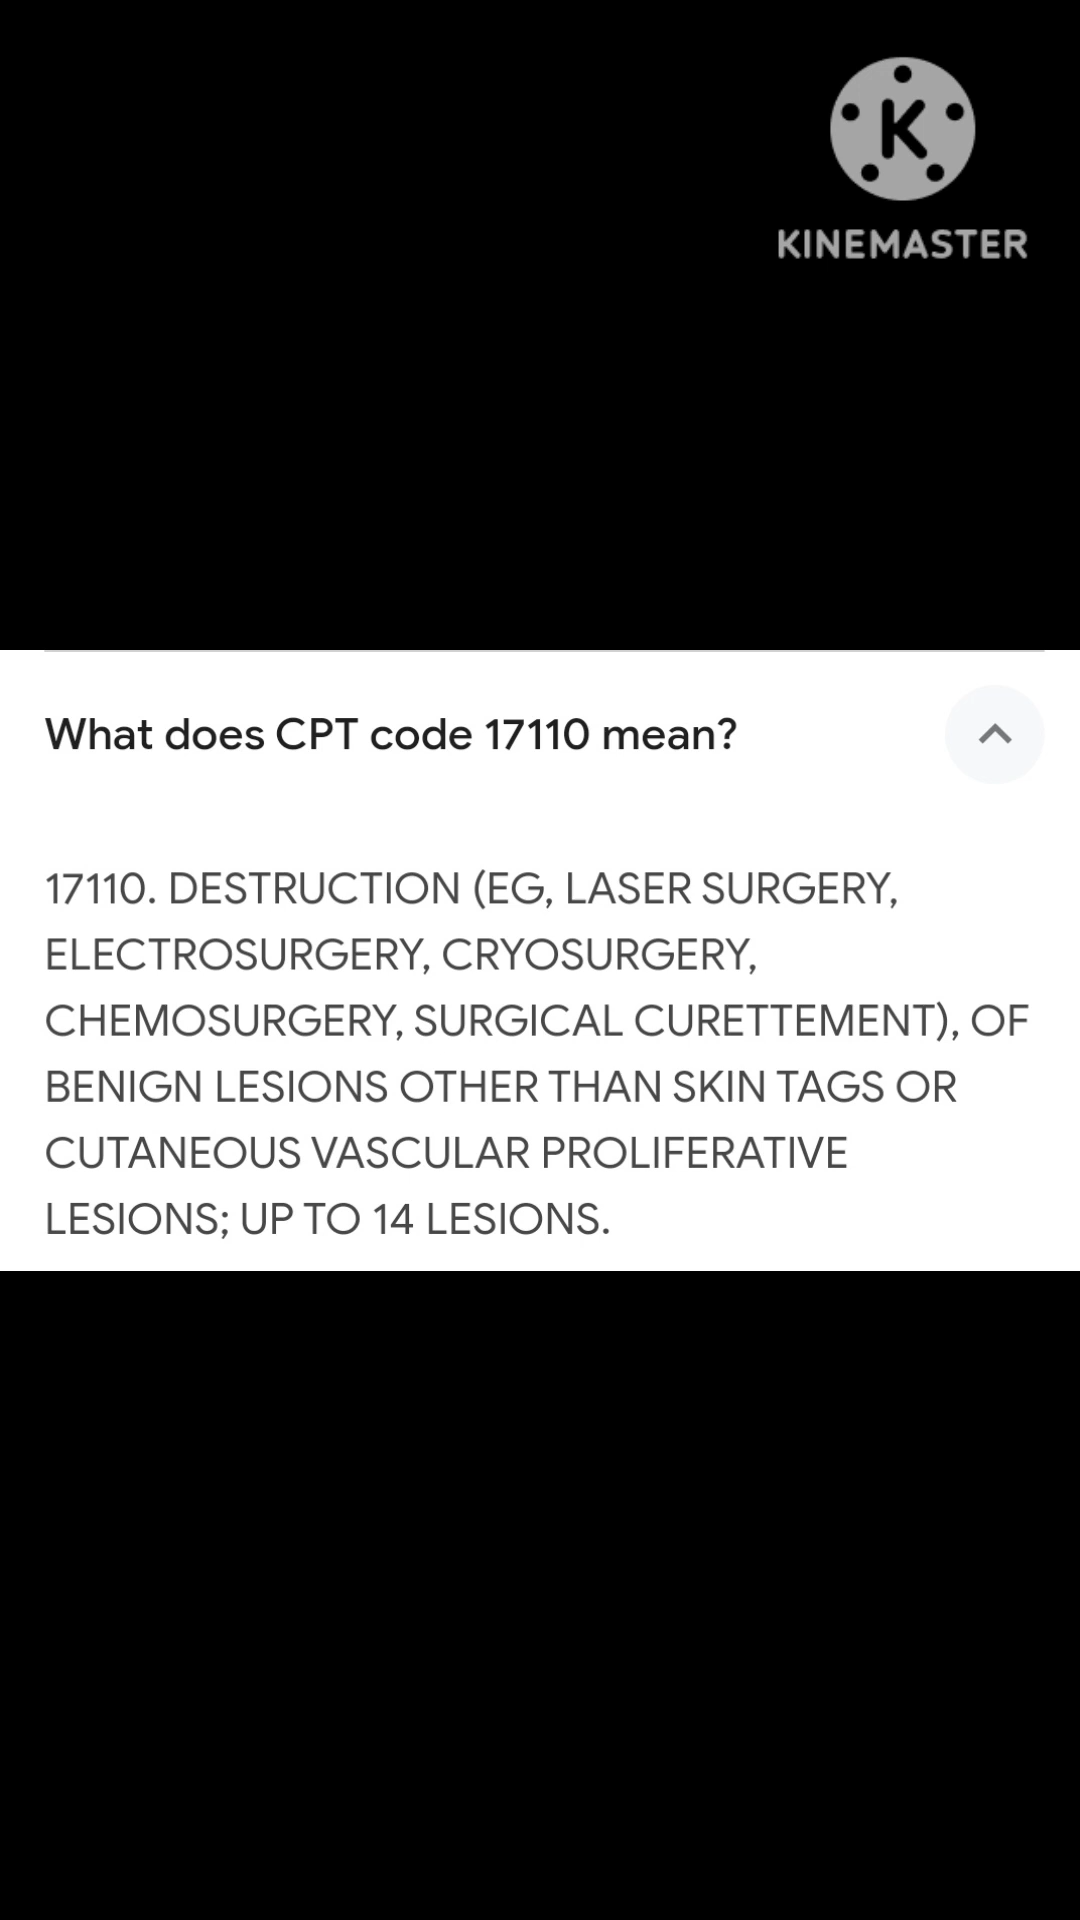 K
KINEMASTER
What does CPT code 17110 mean?
17110. DESTRUCTION (EG, LASER SURGERY,
ELECTROSURGERY, CRYOSURGERY,
CHEMOSURGERY, SURGICAL CURETTEMENT), OF
BENIGN LESIONS OTHER THAN SKIN TAGS OR
CUTANEOUS VASCULAR PROLIFERATIVE
LESIONS; UP TO 14 LESIONS.